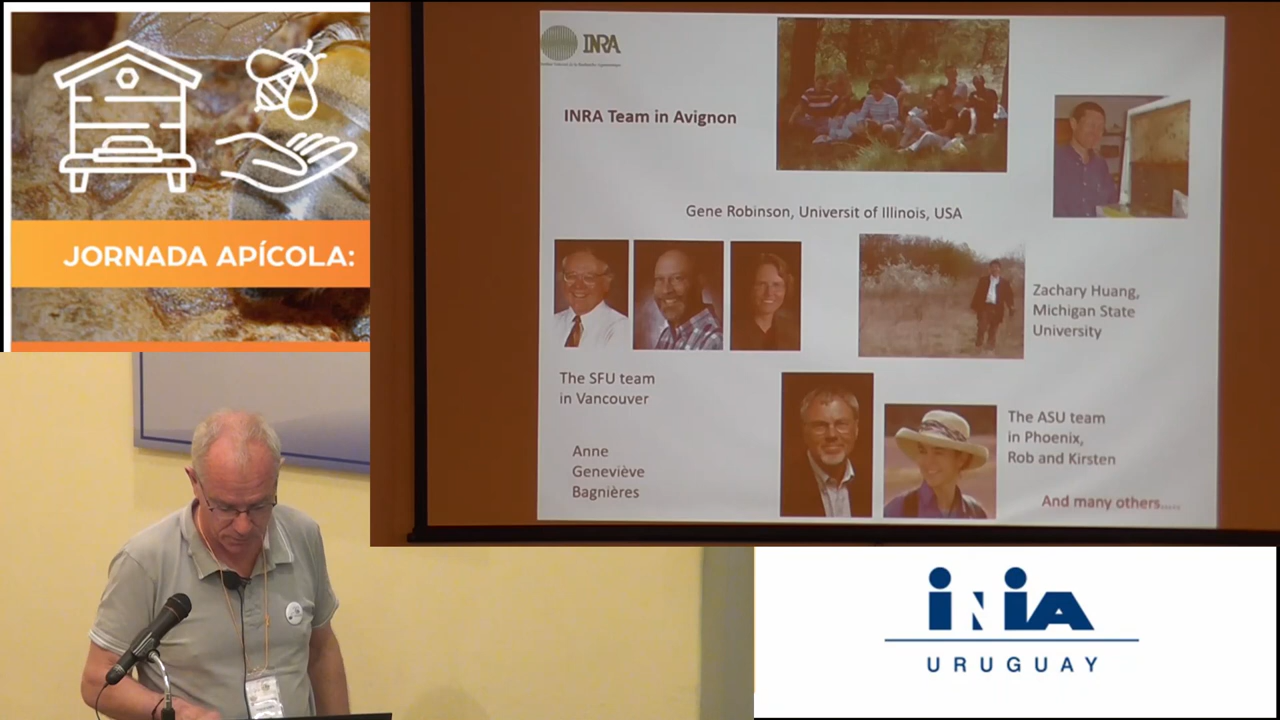 JORNADA APÍCOLA:
INRA
INRA Team in Avignon
Gene Robinson, Universit of Illinois, USA
Zachary Huang,
Michigan State
University
The SFU team
in Vancouver
Anne
Geneviève
Bagnières
The ASU team
in Phoenix,
Rob and Kirsten
And many others......
INIA
URUGUAY